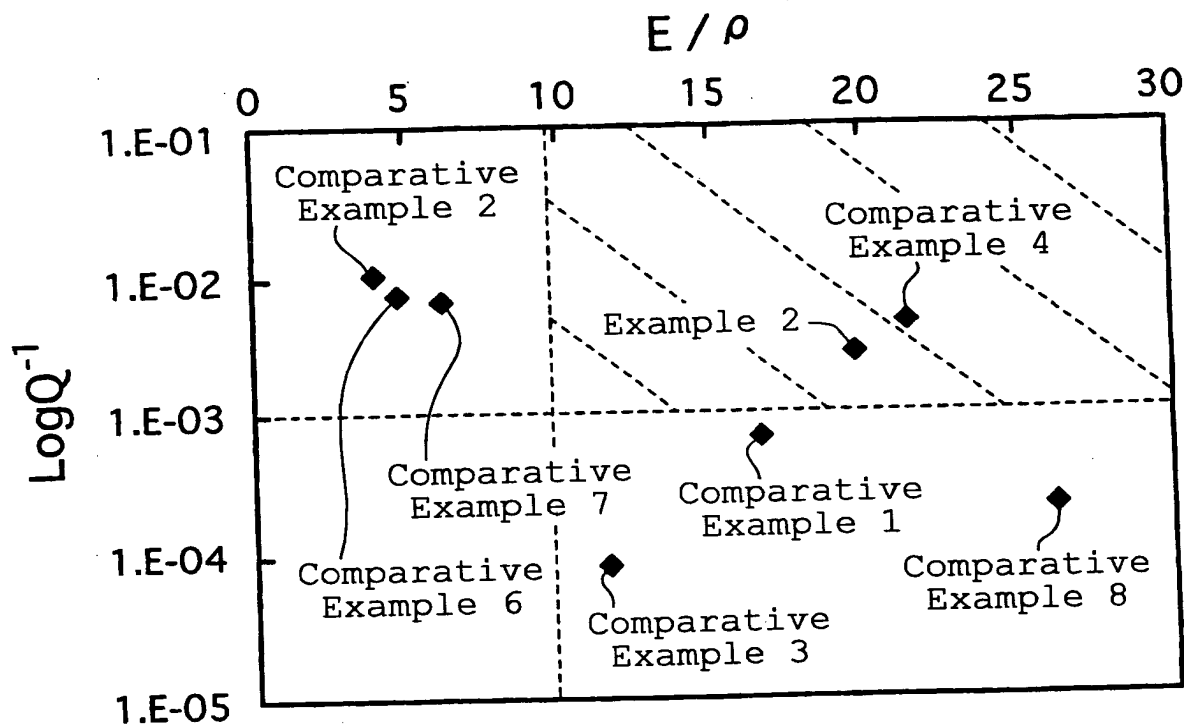 E / ρ
0 5 10 15 20 25 30
1.E-01
1.E-02
1.E-03
1.E-04
1.E-05
LogQ⁻¹
Comparative
Example 2
Comparative
Example 4
Example 2
Comparative
Example 7
Comparative
Example 1
Comparative
Example 6
Comparative
Example 8
Comparative
Example 3